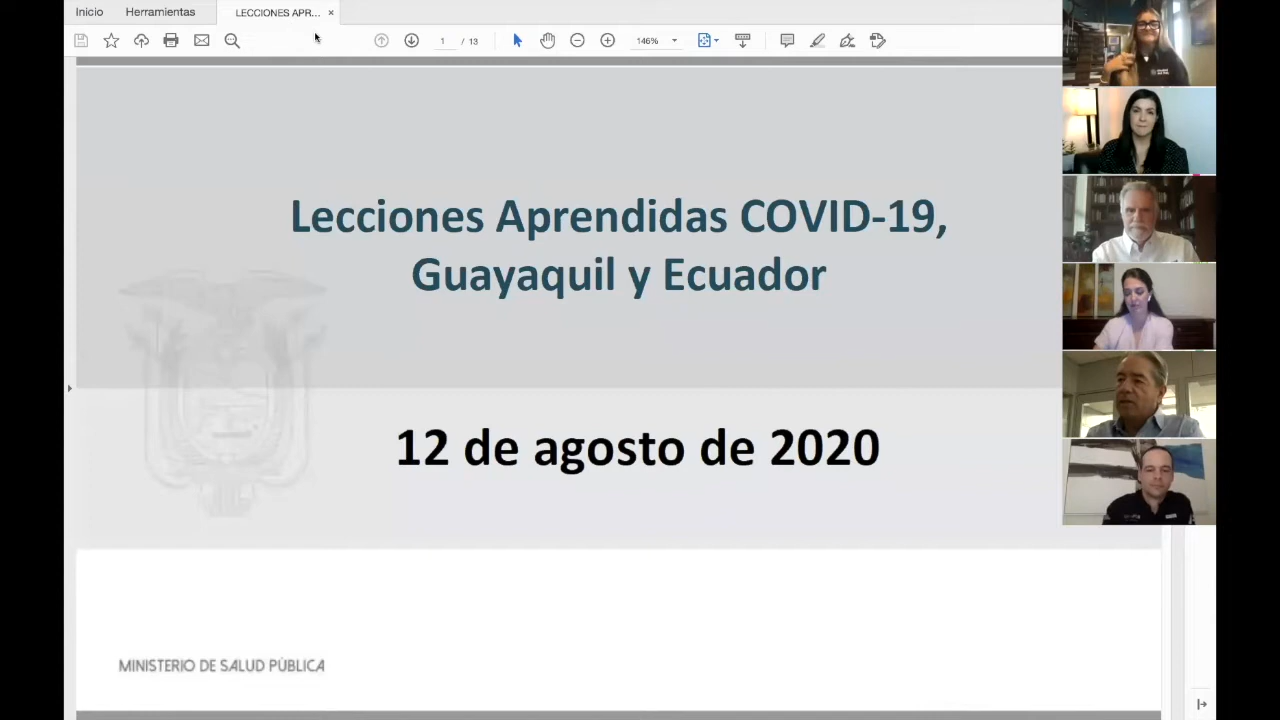 Inicio
Herramientas
LECCIONES APR... ×
1 / 13
146%
Lecciones Aprendidas COVID-19,
Guayaquil y Ecuador
12 de agosto de 2020
MINISTERIO DE SALUD PÚBLICA